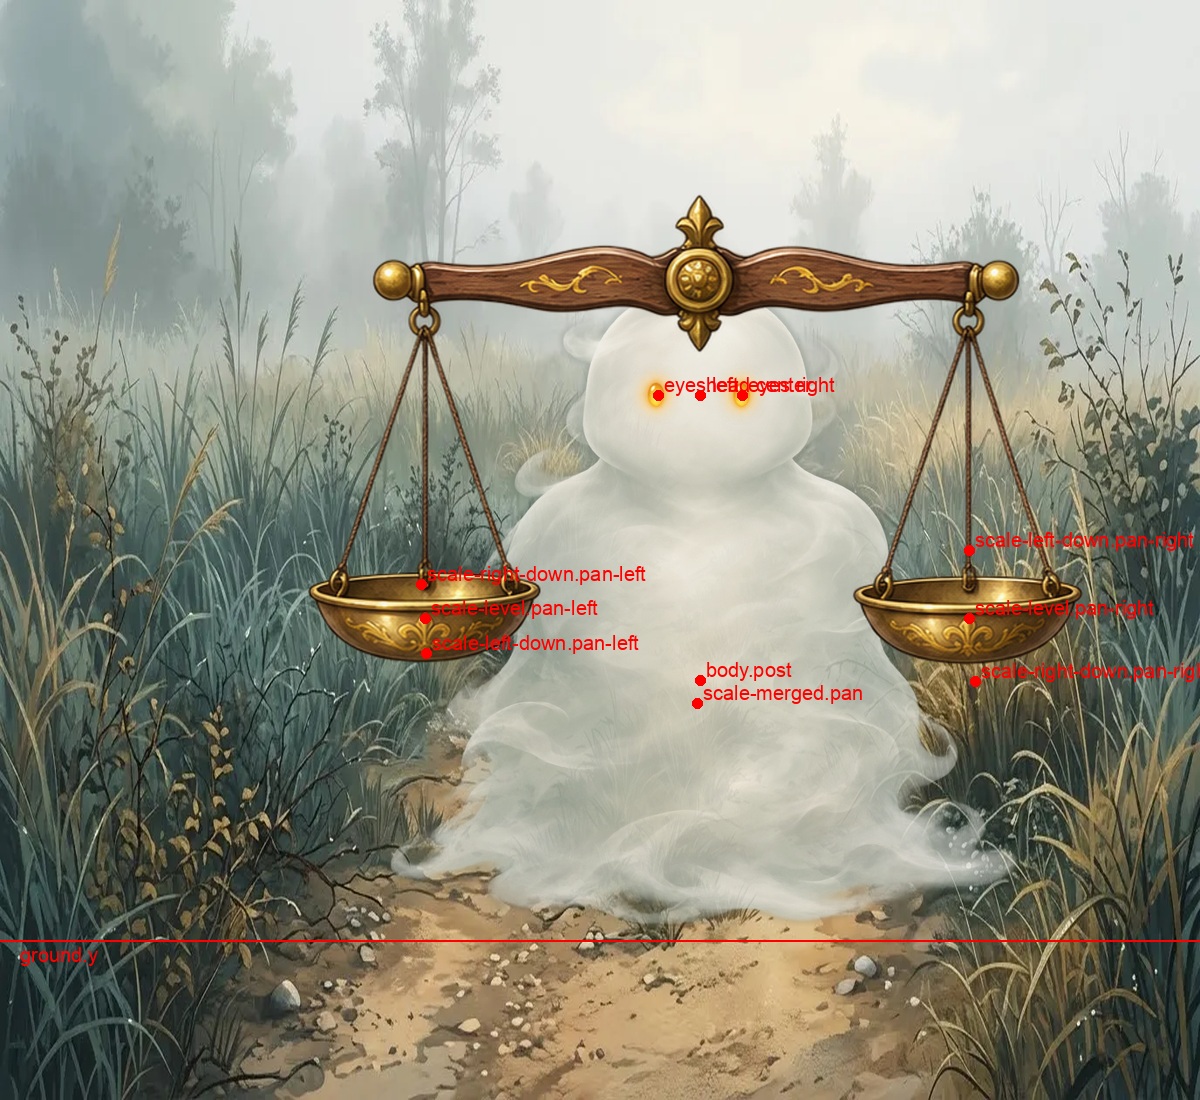 eyes.left
head.center
eyes.right
scale-left-down.pan-right
scale-right-down.pan-left
scale-level.pan-left
scale-level.pan-right
scale-left-down.pan-left
body.post
scale-right-down.pan-righ
scale-merged.pan
ground.y